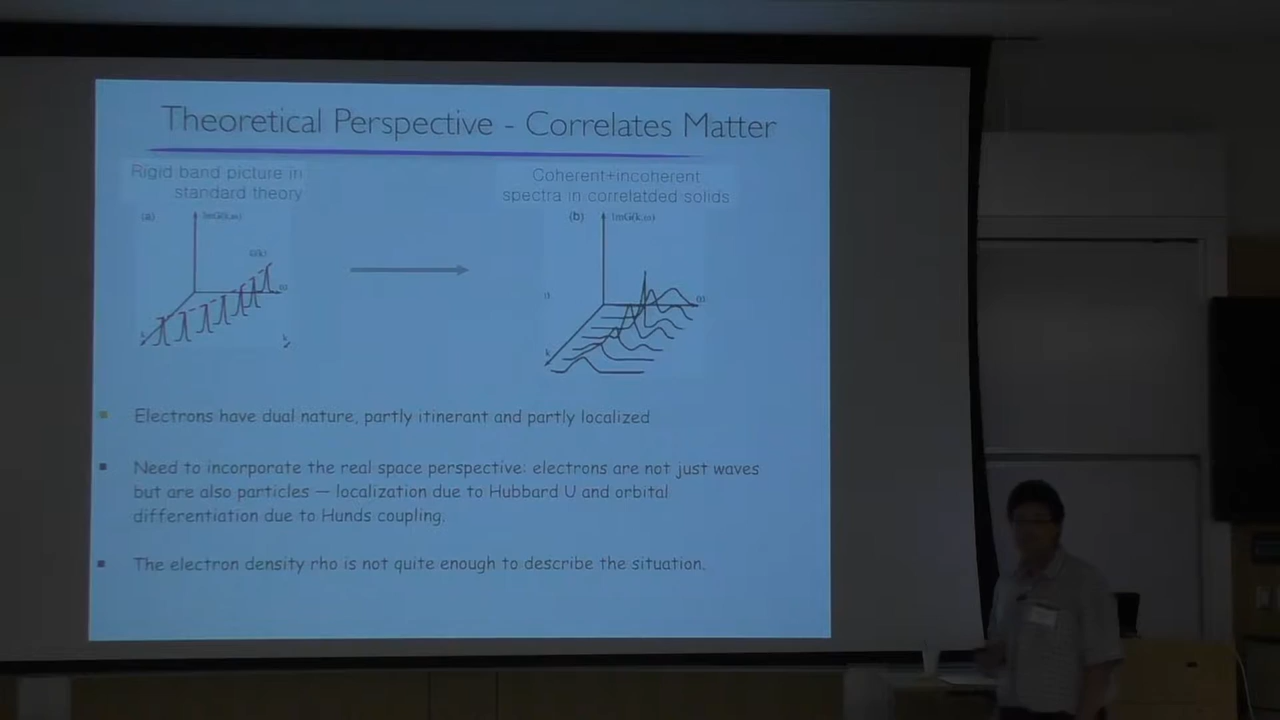 Theoretical Perspective - Correlates Matter
Rigid band picture in
standard theory
Coherent+incoherent
spectra in correlatded solids
(a)
ImG(k,ω)
(b)
ImG(k,ω)
ω
k
Electrons have dual nature, partly itinerant and partly localized
Need to incorporate the real space perspective: electrons are not just waves
but are also particles — localization due to Hubbard U and orbital
differentiation due to Hunds coupling.
The electron density rho is not quite enough to describe the situation.